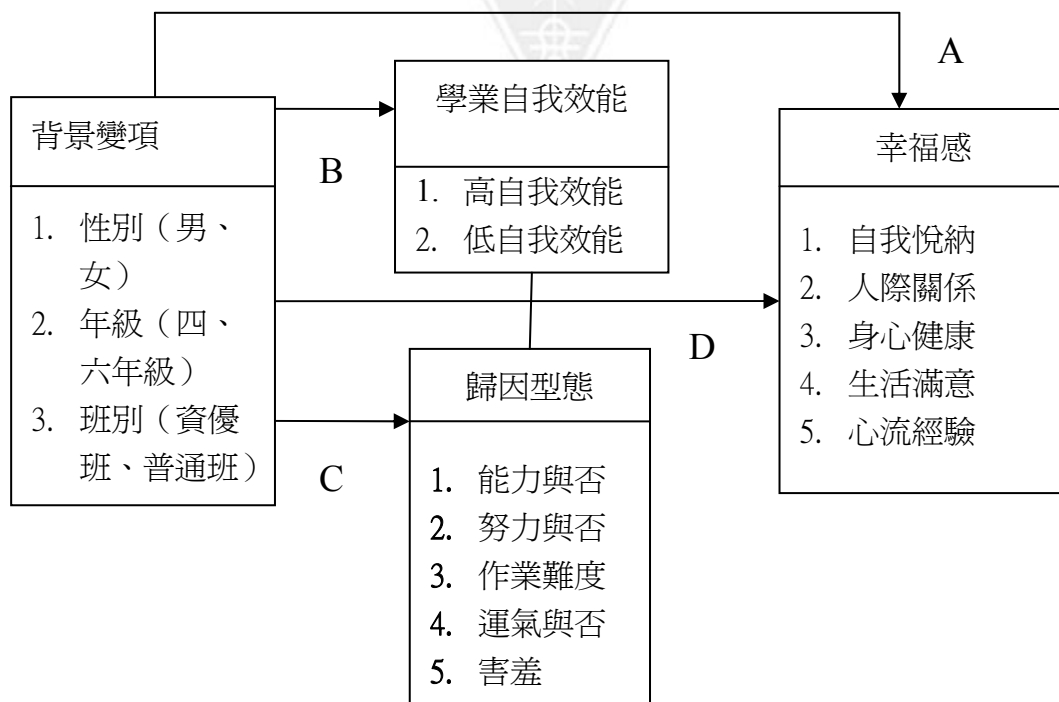 A
背景變項
1. 性別（男、
女）
2. 年級（四、
六年級）
3. 班別（資優
班、普通班）
B
學業自我效能
1. 高自我效能
2. 低自我效能
C
歸因型態
1. 能力與否
2. 努力與否
3. 作業難度
4. 運氣與否
5. 害羞
D
幸福感
1. 自我悅納
2. 人際關係
3. 身心健康
4. 生活滿意
5. 心流經驗